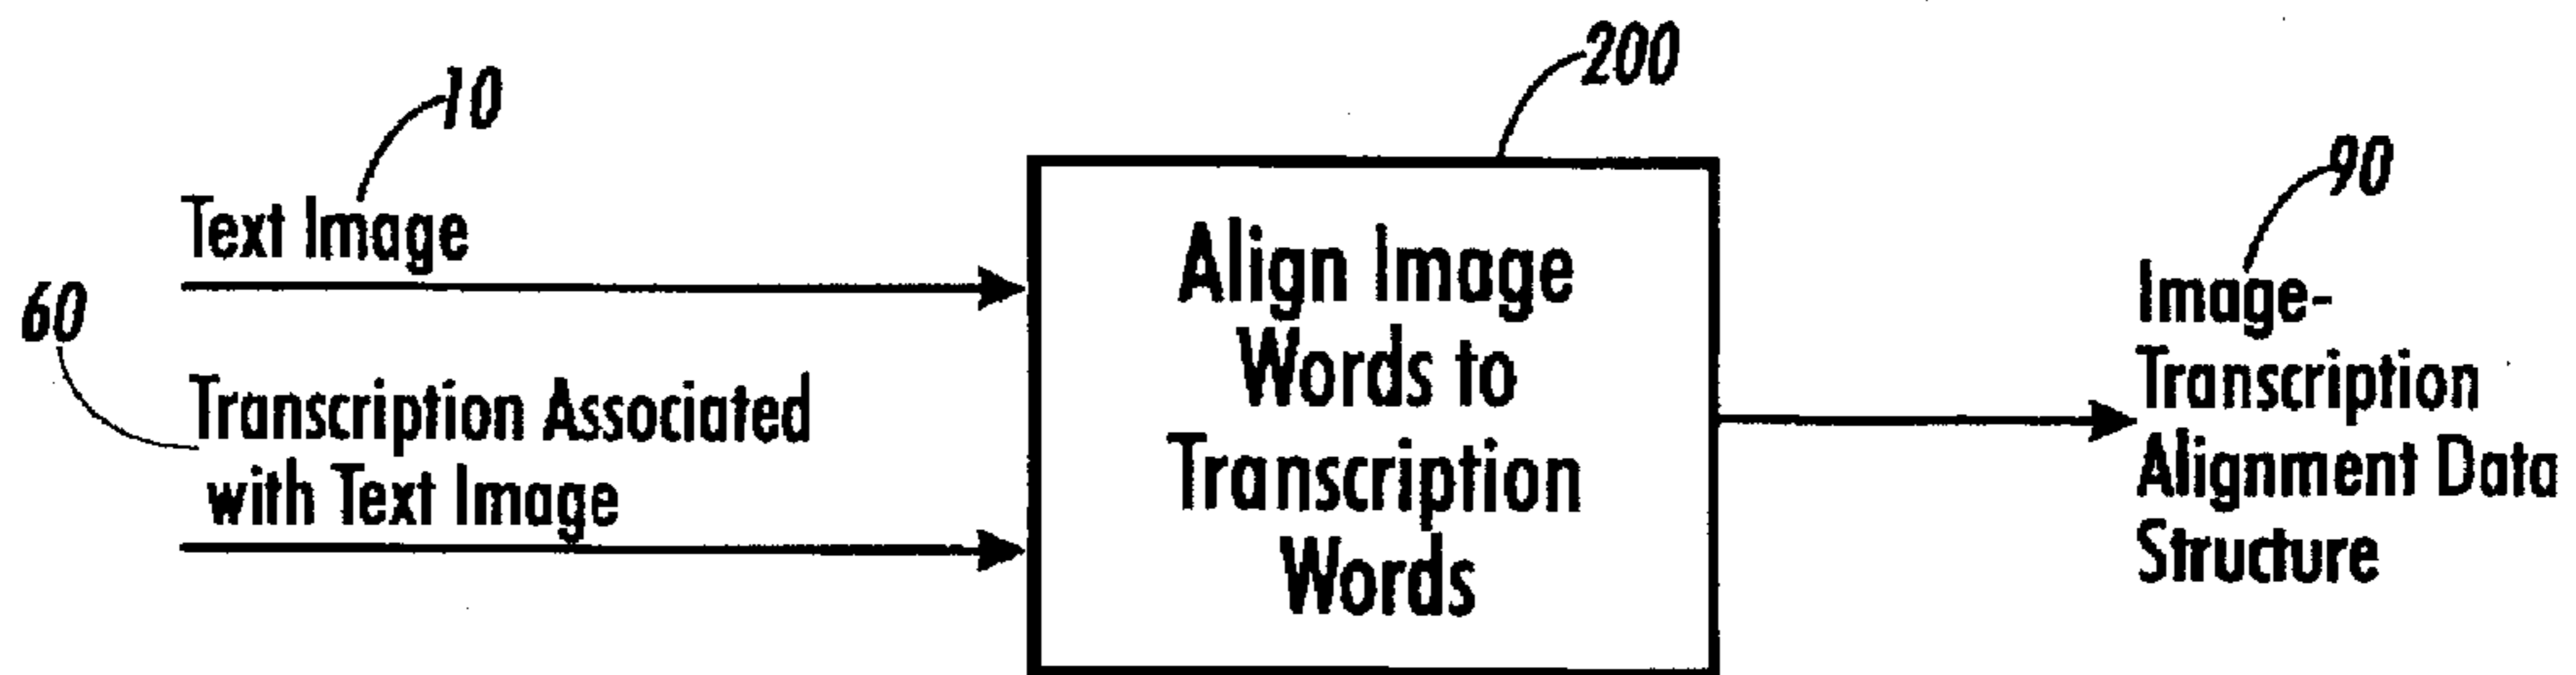 10
Text Image
60
Transcription Associated
with Text Image
200
Align Image
Words to
Transcription
Words
90
Image-
Transcription
Alignment Data
Structure